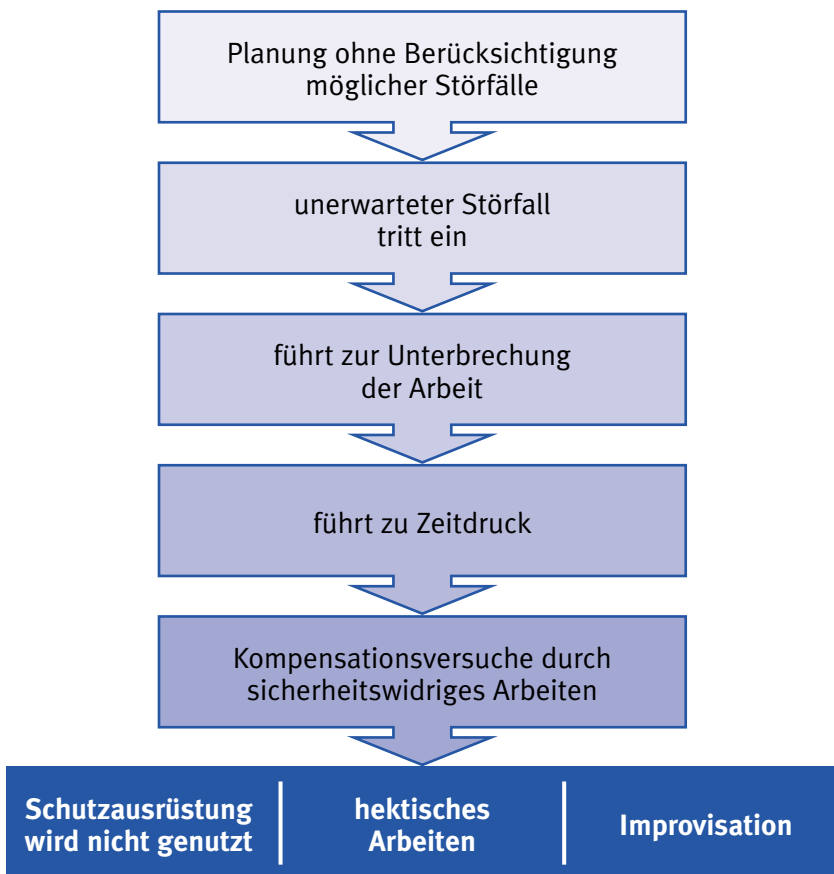 Planung ohne Berücksichtigung
möglicher Störfälle
unerwarteter Störfall
tritt ein
führt zur Unterbrechung
der Arbeit
führt zu Zeitdruck
Kompensationsversuche durch
sicherheitswidriges Arbeiten
Schutzausrüstung
wird nicht genutzt
hektisches
Arbeiten
Improvisation